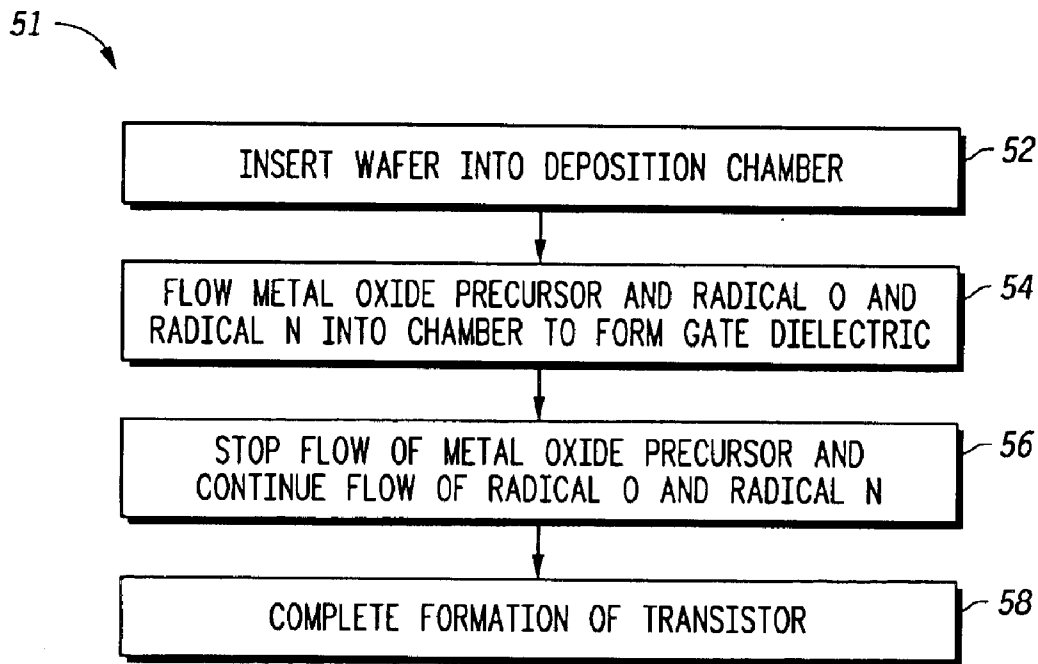 51
INSERT WAFER INTO DEPOSITION CHAMBER
52
FLOW METAL OXIDE PRECURSOR AND RADICAL O AND
RADICAL N INTO CHAMBER TO FORM GATE DIELECTRIC
54
STOP FLOW OF METAL OXIDE PRECURSOR AND
CONTINUE FLOW OF RADICAL O AND RADICAL N
56
COMPLETE FORMATION OF TRANSISTOR
58